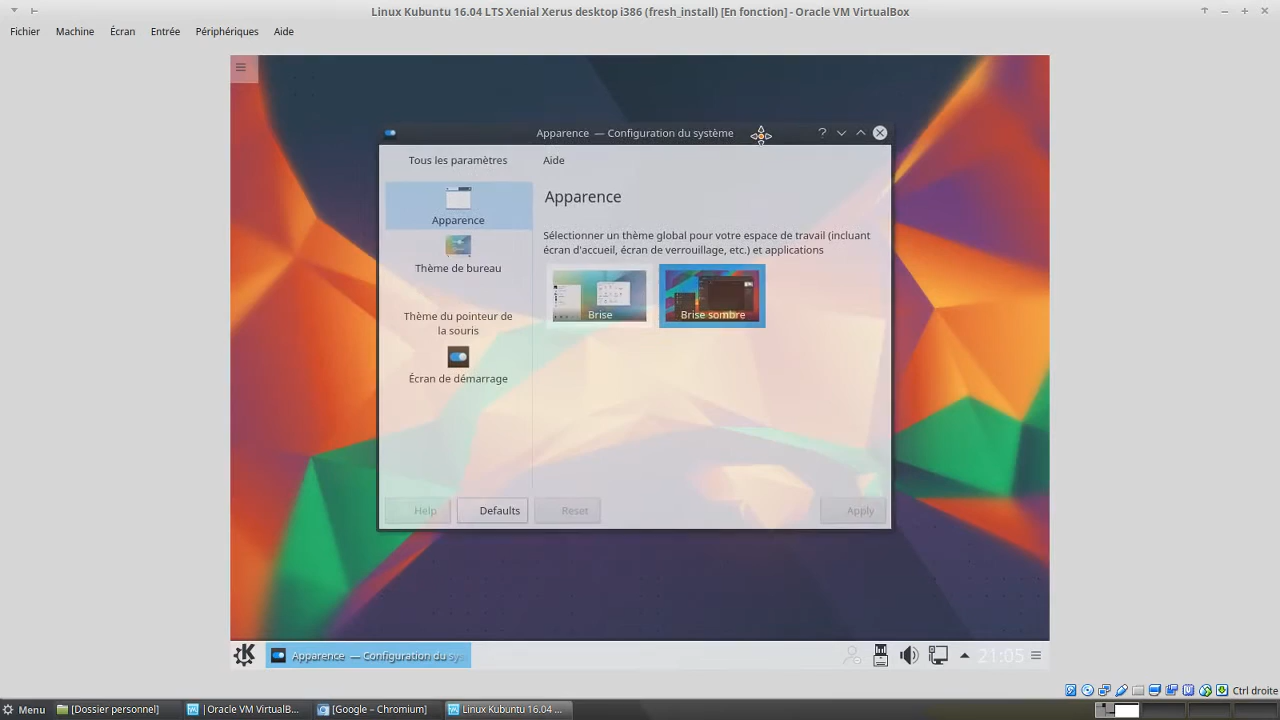 Linux Kubuntu 16.04 LTS Xenial Xerus desktop i386 (fresh_install) [En fonction] - Oracle VM VirtualBox
Fichier Machine Écran Entrée Périphériques Aide
Apparence — Configuration du système
Tous les paramètres Aide
Apparence
Apparence
Sélectionner un thème global pour votre espace de travail (incluant
écran d'accueil, écran de verrouillage, etc.) et applications
Thème de bureau
Brise Brise sombre
Thème du pointeur de
la souris
Écran de démarrage
Help Defaults Reset Apply
Apparence — Configuration du sy
21:05
Ctrl droite
Menu [Dossier personnel] Oracle VM VirtualB... [Google – Chromium] Linux Kubuntu 16.04 ...